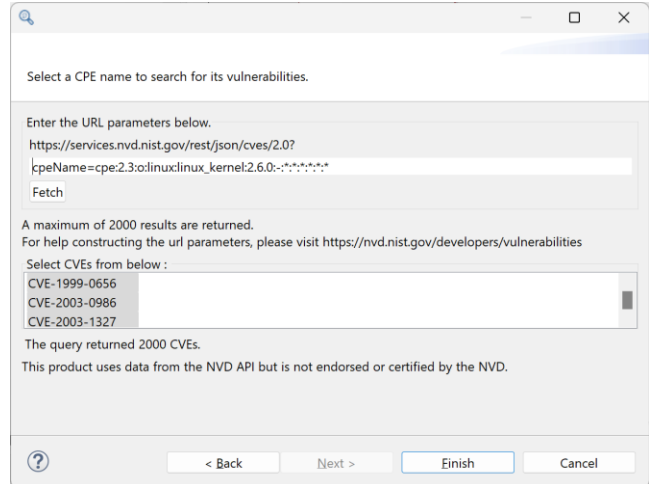 Select a CPE name to search for its vulnerabilities.
Enter the URL parameters below.
https://services.nvd.nist.gov/rest/json/cves/2.0?
cpeName=cpe:2.3:o:linux:linux_kernel:2.6.0:-:*:*:*:*:*:*
Fetch
A maximum of 2000 results are returned.
For help constructing the url parameters, please visit https://nvd.nist.gov/developers/vulnerabilities
Select CVEs from below :
CVE-1999-0656
CVE-2003-0986
CVE-2003-1327
The query returned 2000 CVEs.
This product uses data from the NVD API but is not endorsed or certified by the NVD.
? < Back Next > Finish Cancel